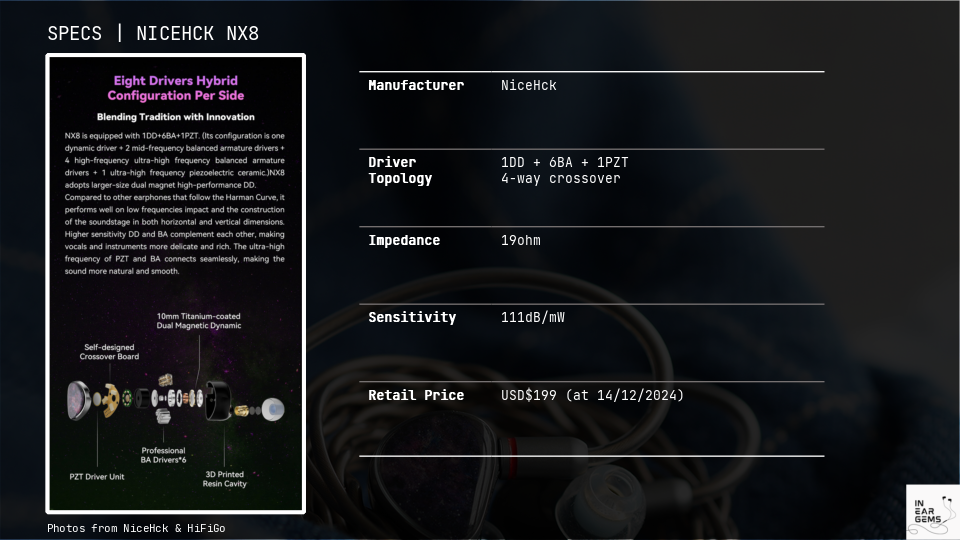 SPECS | NICEHCK NX8
Eight Drivers Hybrid
Configuration Per Side
Blending Tradition with Innovation
NX8 is equipped with 1DD+6BA+1PZT. (Its configuration is one
dynamic driver + 2 mid-frequency balanced armature drivers +
4 high-frequency ultra-high frequency balanced armature
drivers + 1 ultra-high frequency piezoelectric ceramic.)NX8
adopts larger-size dual magnet high-performance DD.
Compared to other earphones that follow the Harman Curve, it
performs well on low frequencies impact and the construction
of the soundstage in both horizontal and vertical dimensions.
Higher sensitivity DD and BA complement each other, making
vocals and instruments more delicate and rich. The ultra-high
frequency of PZT and BA connects seamlessly, making the
sound more natural and smooth.
10mm Titanium-coated
Dual Magnetic Dynamic
Self-designed
Crossover Board
Professional
BA Drivers*6
PZT Driver Unit
3D Printed
Resin Cavity
Photos from NiceHck & HiFiGo
Manufacturer NiceHck
Driver 1DD + 6BA + 1PZT
Topology 4-way crossover
Impedance 19ohm
Sensitivity 111dB/mW
Retail Price USD$199 (at 14/12/2024)
IN
EAR
GEMS